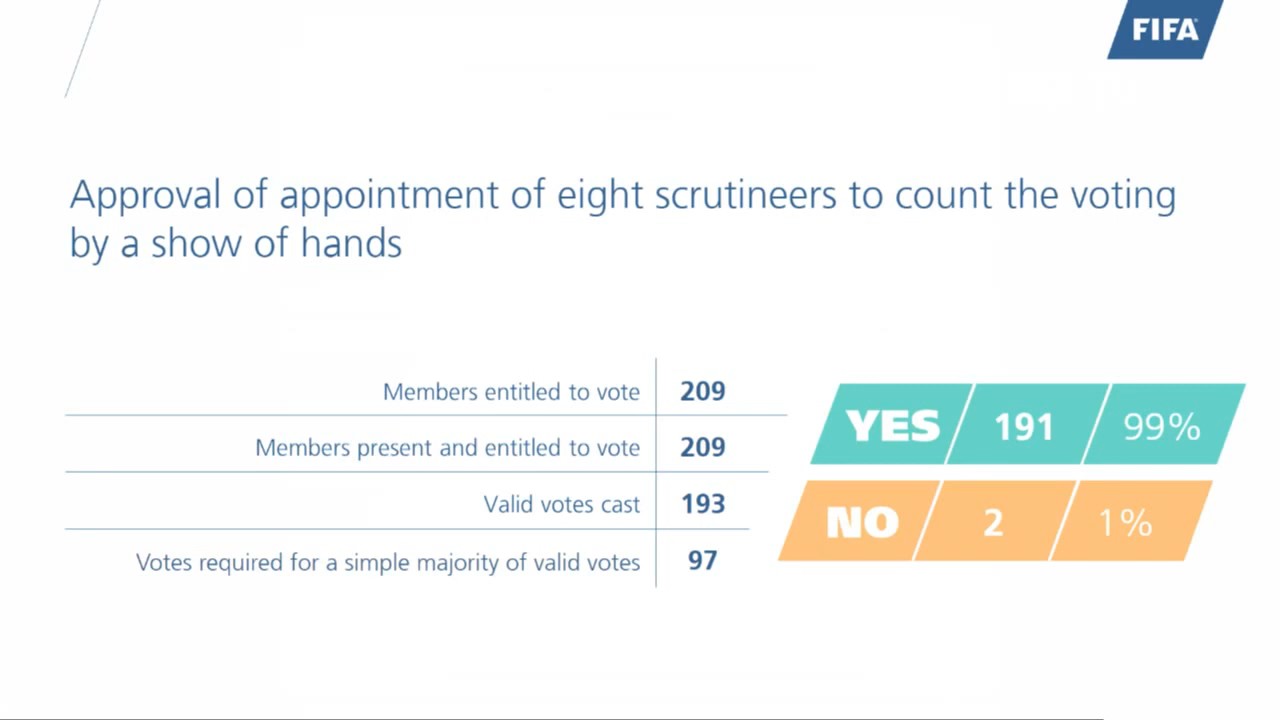 FIFA
Approval of appointment of eight scrutineers to count the voting
by a show of hands
Members entitled to vote 209
Members present and entitled to vote 209
Valid votes cast 193
Votes required for a simple majority of valid votes 97
YES 191 99%
NO 2 1%